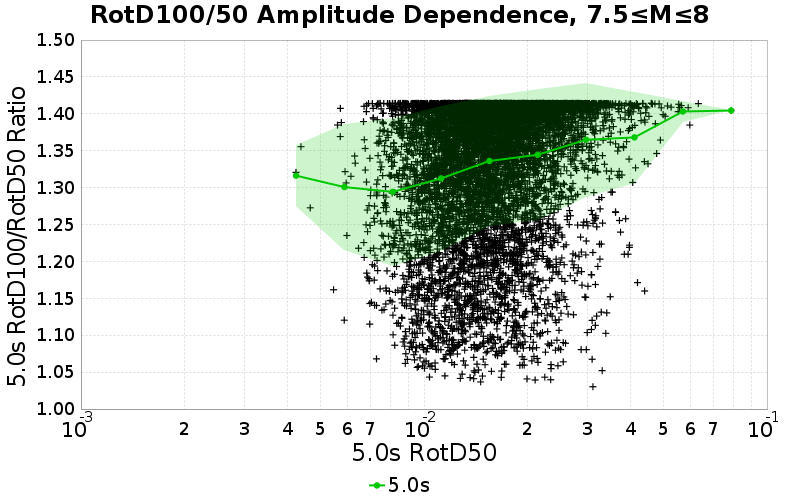 RotD100/50 Amplitude Dependence, 7.5≤M≤8
5.0s RotD100/RotD50 Ratio
1.50
1.45
1.40
1.35
1.30
1.25
1.20
1.15
1.10
1.05
1.00
10^-3 2 3 4 5 6 7 10^-2 2 3 4 5 6 7 10^-1
5.0s RotD50
5.0s